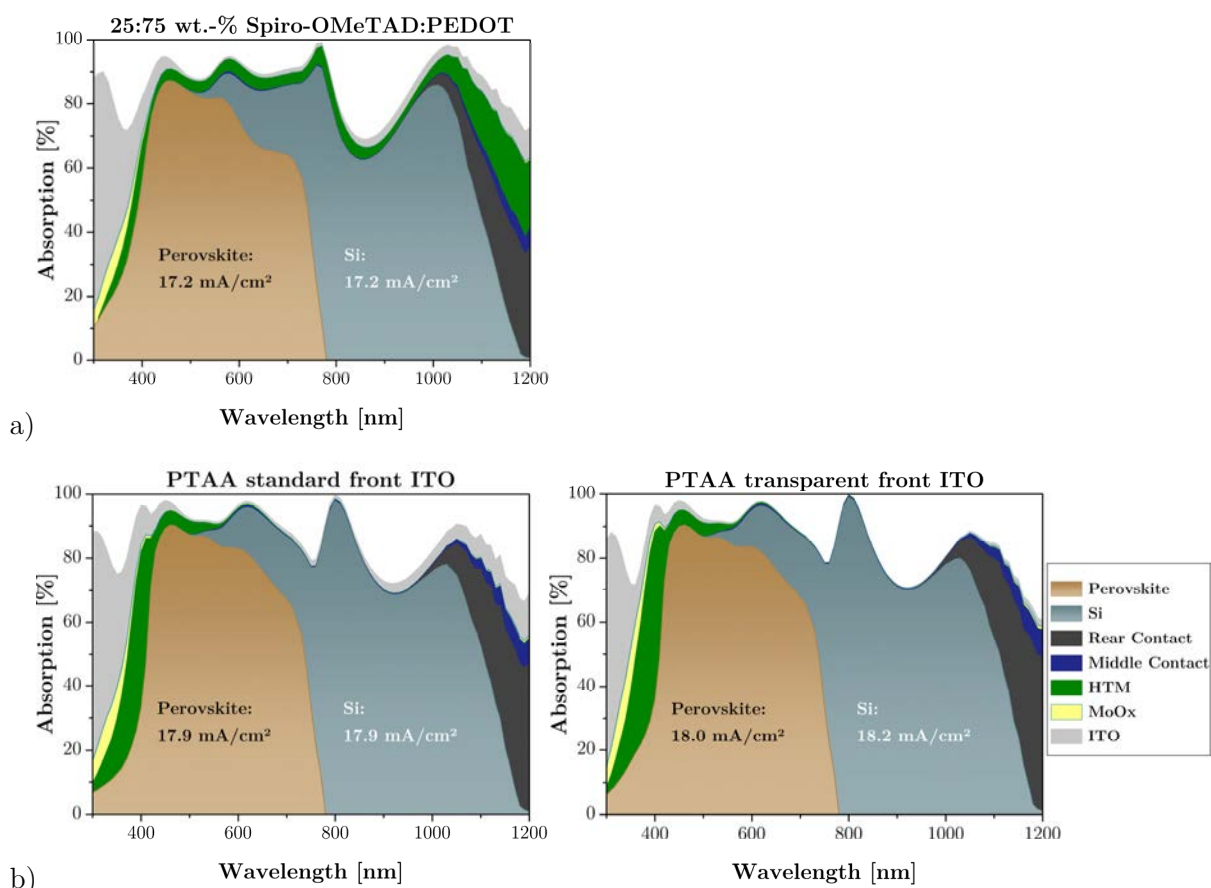 25:75 wt.-% Spiro-OMeTAD:PEDOT
100
80
60
40
20
0
Absorption [%]
Perovskite:
17.2 mA/cm²
Si:
17.2 mA/cm²
400
600
800
1000
1200
Wavelength [nm]
a)
PTAA standard front ITO
100
80
60
40
20
0
Absorption [%]
Perovskite:
17.9 mA/cm²
Si:
17.9 mA/cm²
400
600
800
1000
1200
Wavelength [nm]
PTAA transparent front ITO
100
80
60
40
20
0
Absorption [%]
Perovskite:
18.0 mA/cm²
Si:
18.2 mA/cm²
400
600
800
1000
1200
Wavelength [nm]
Perovskite
Si
Rear Contact
Middle Contact
HTM
MoOx
ITO
b)